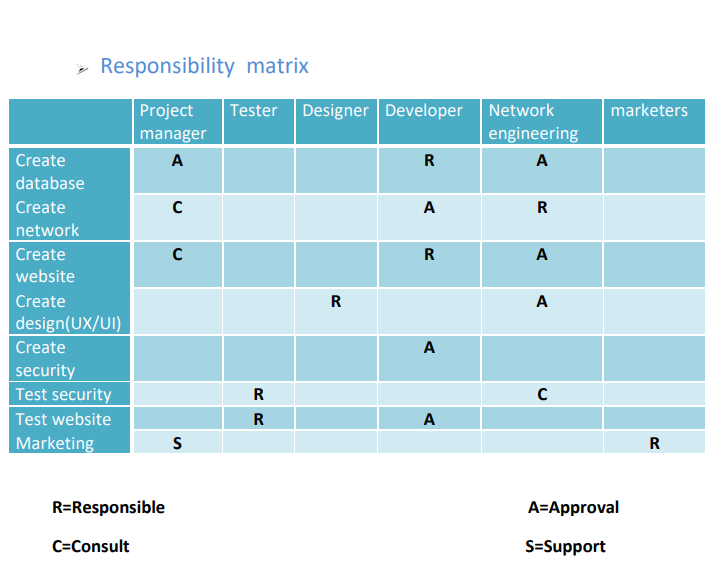 Responsibility matrix
Project manager Tester Designer Developer Network engineering marketers
Create database A R A
Create network C A R
Create website C R A
Create design(UX/UI) R A
Create security A
Test security R C
Test website R A
Marketing S R
R=Responsible A=Approval
C=Consult S=Support